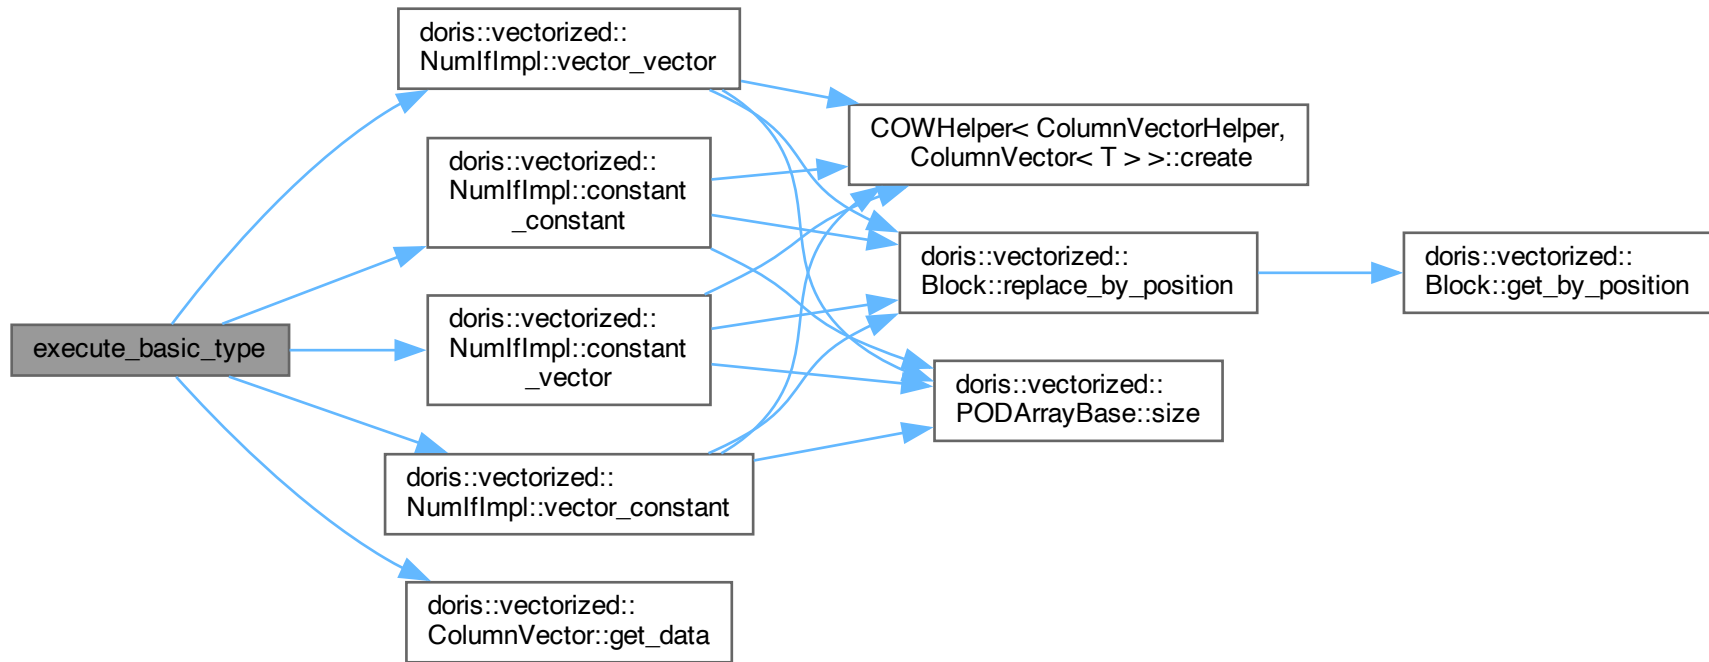 execute_basic_type
doris::vectorized::
NumIfImpl::vector_vector
doris::vectorized::
NumIfImpl::constant
_constant
doris::vectorized::
NumIfImpl::constant
_vector
doris::vectorized::
NumIfImpl::vector_constant
doris::vectorized::
ColumnVector::get_data
COWHelper< ColumnVectorHelper,
ColumnVector< T > >::create
doris::vectorized::
Block::replace_by_position
doris::vectorized::
PODArrayBase::size
doris::vectorized::
Block::get_by_position